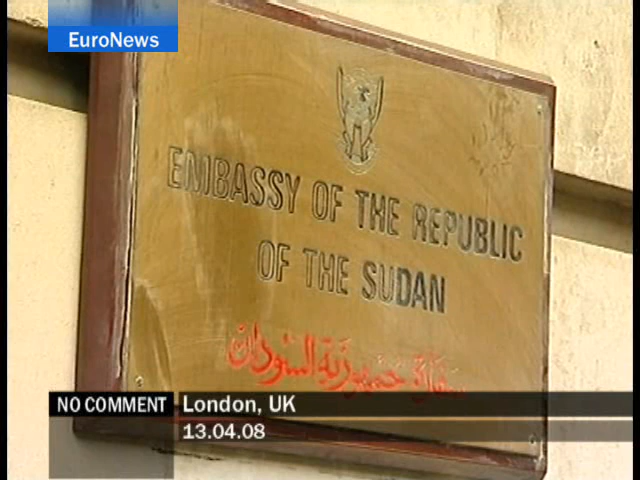 EuroNews
EMBASSY OF THE REPUBLIC
OF THE SUDAN
سفارة جمهورية السودان
NO COMMENT
London, UK
13.04.08